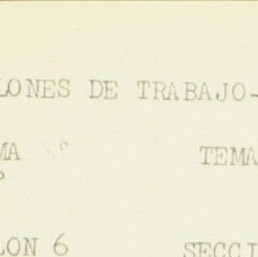 LONES DE TRABAJO-
MA º TEMA
LON 6 SECCI